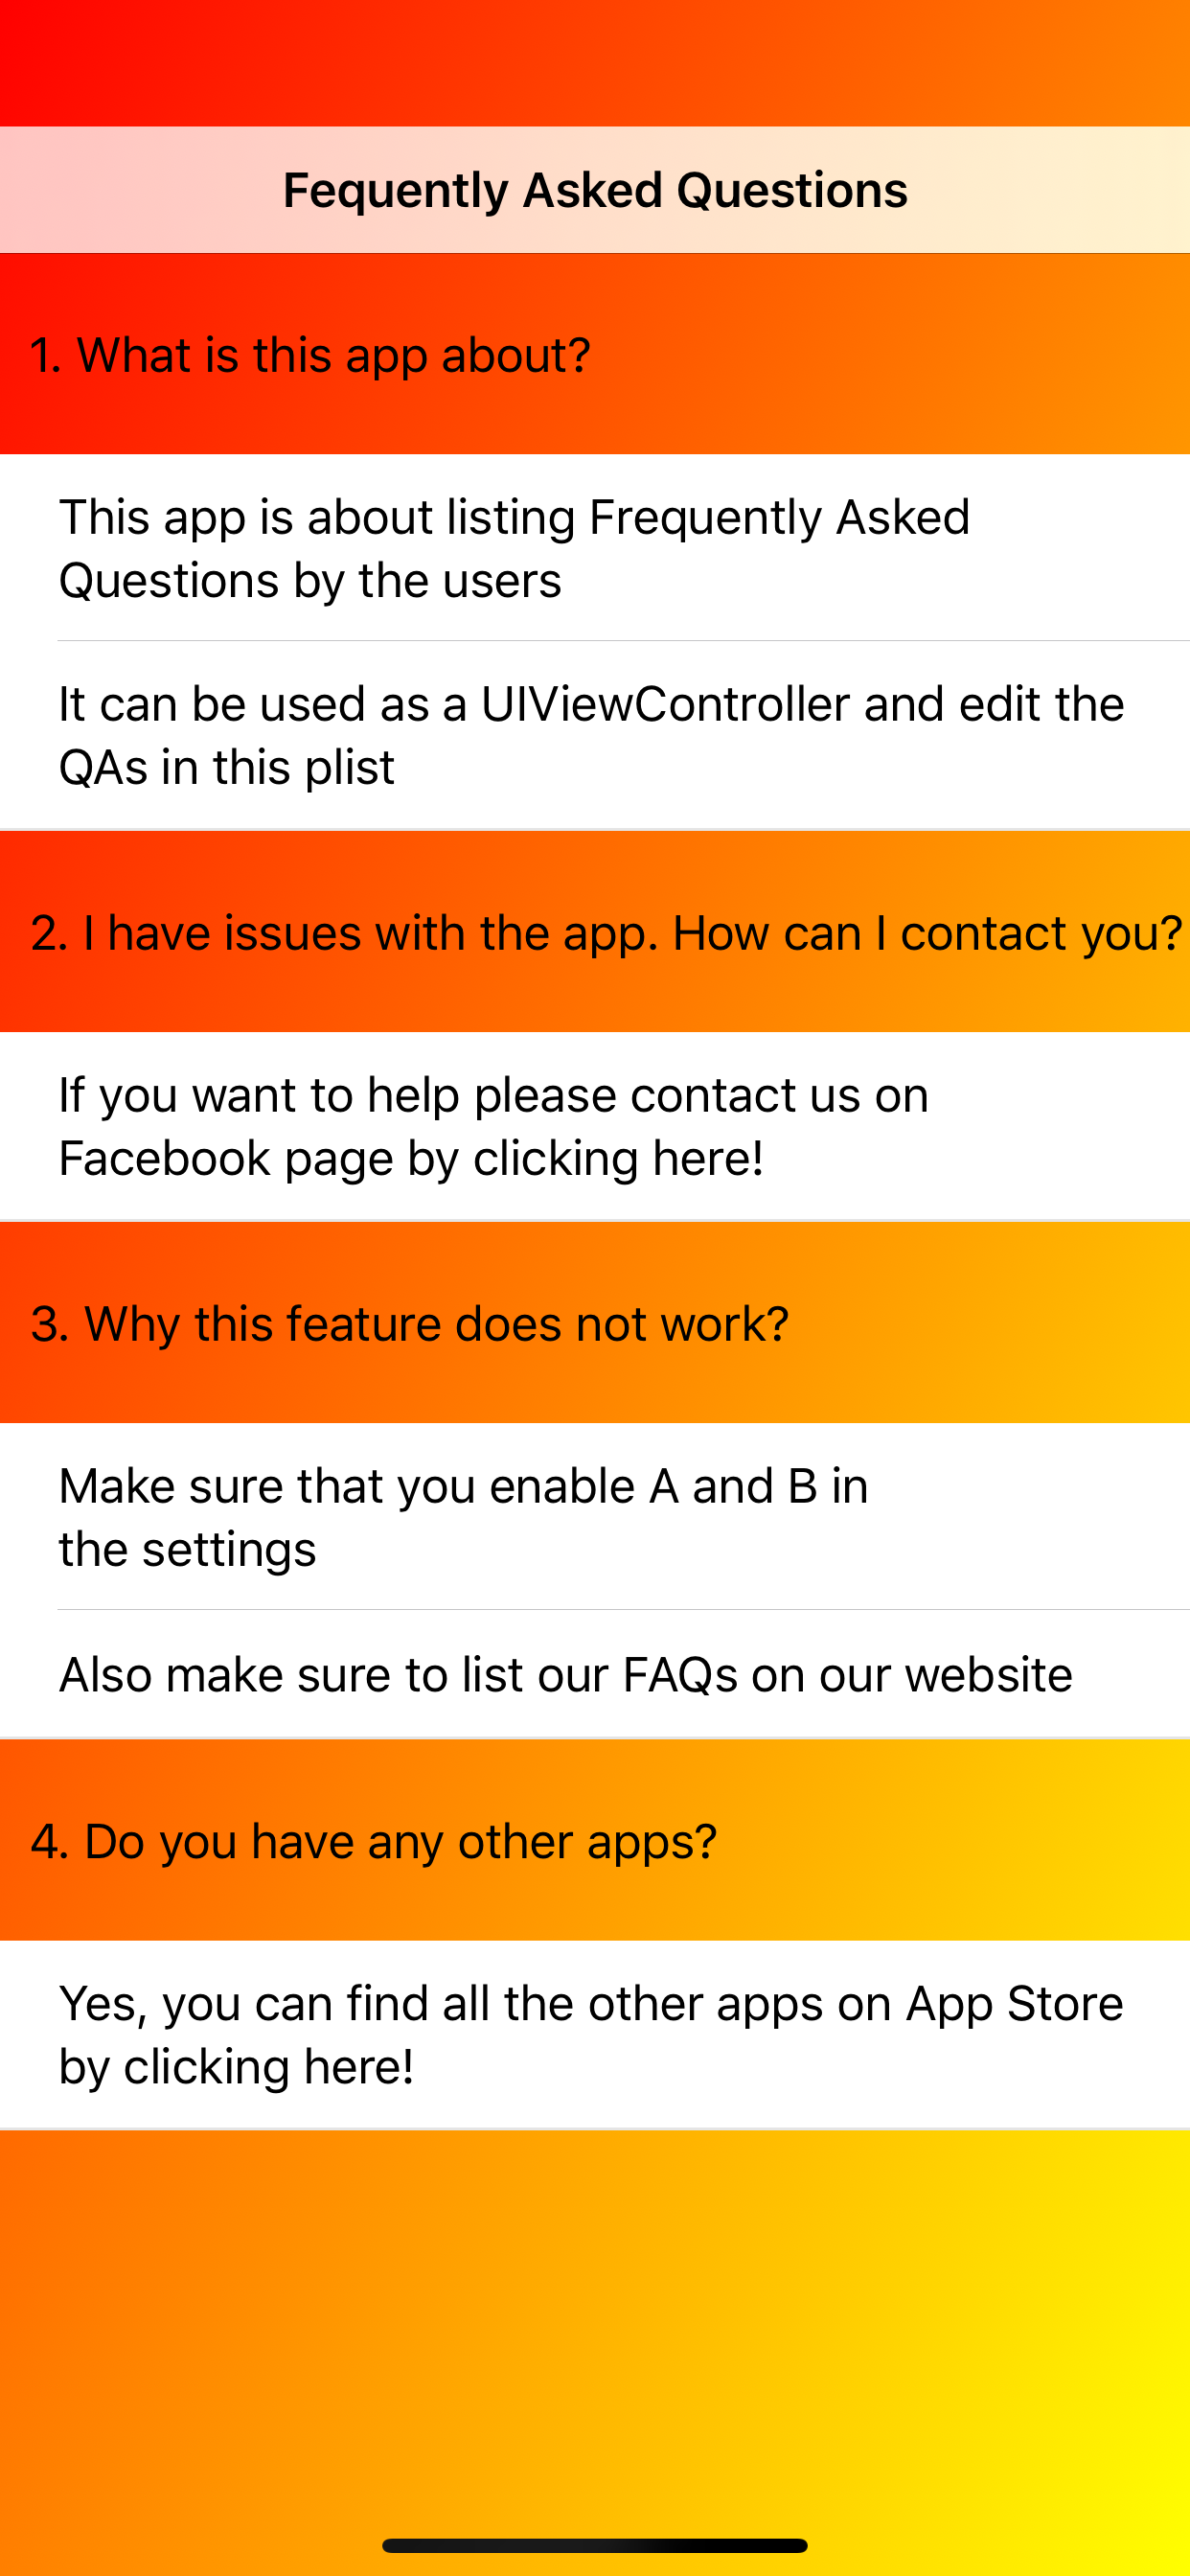 Fequently Asked Questions
1. What is this app about?
This app is about listing Frequently Asked
Questions by the users
It can be used as a UIViewController and edit the
QAs in this plist
2. I have issues with the app. How can I contact you?
If you want to help please contact us on
Facebook page by clicking here!
3. Why this feature does not work?
Make sure that you enable A and B in
the settings
Also make sure to list our FAQs on our website
4. Do you have any other apps?
Yes, you can find all the other apps on App Store
by clicking here!